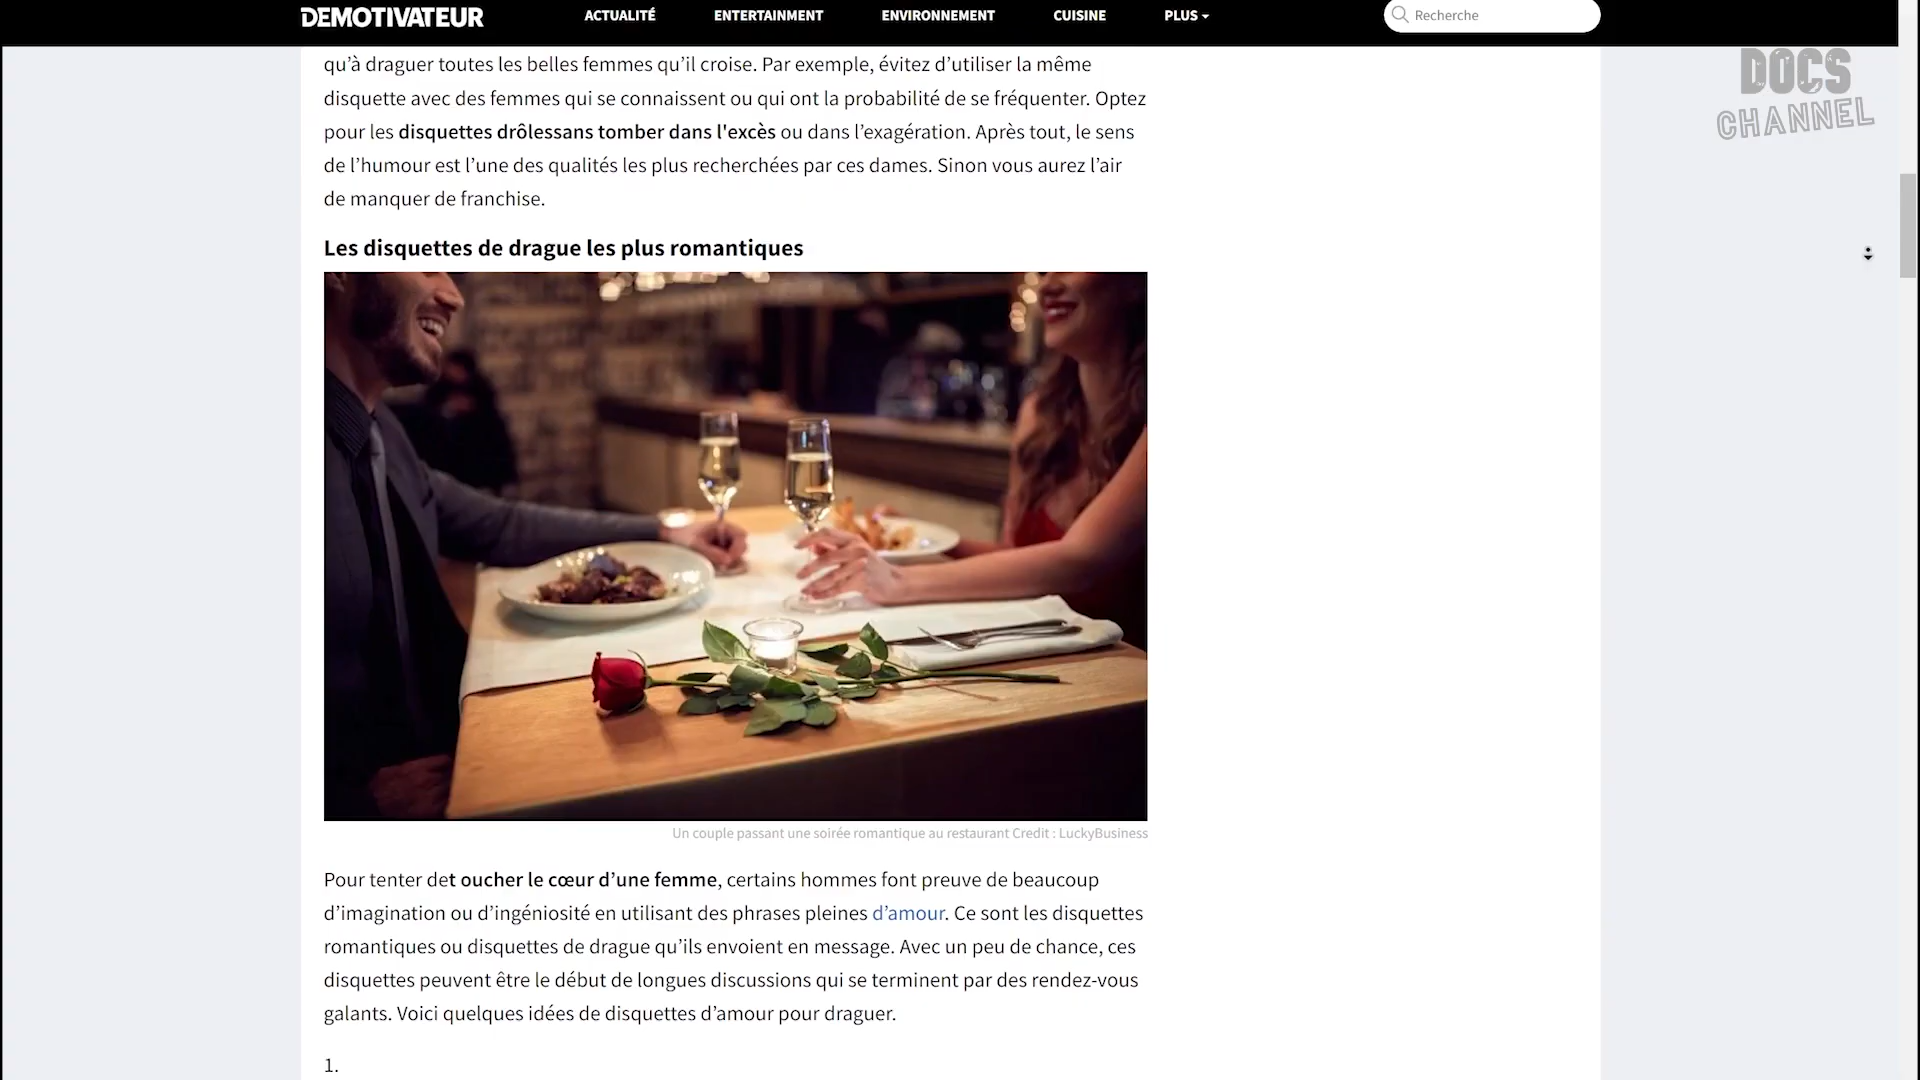 DEMOTIVATEUR
ACTUALITÉ
ENTERTAINMENT
ENVIRONNEMENT
CUISINE
PLUS
Recherche
DOCS
CHANNEL
qu’à draguer toutes les belles femmes qu’il croise. Par exemple, évitez d’utiliser la même
disquette avec des femmes qui se connaissent ou qui ont la probabilité de se fréquenter. Optez
pour les disquettes drôlessans tomber dans l'excès ou dans l’exagération. Après tout, le sens
de l’humour est l’une des qualités les plus recherchées par ces dames. Sinon vous aurez l’air
de manquer de franchise.
Les disquettes de drague les plus romantiques
Un couple passant une soirée romantique au restaurant Credit : LuckyBusiness
Pour tenter det oucher le cœur d’une femme, certains hommes font preuve de beaucoup
d’imagination ou d’ingéniosité en utilisant des phrases pleines d’amour. Ce sont les disquettes
romantiques ou disquettes de drague qu’ils envoient en message. Avec un peu de chance, ces
disquettes peuvent être le début de longues discussions qui se terminent par des rendez-vous
galants. Voici quelques idées de disquettes d’amour pour draguer.
1.